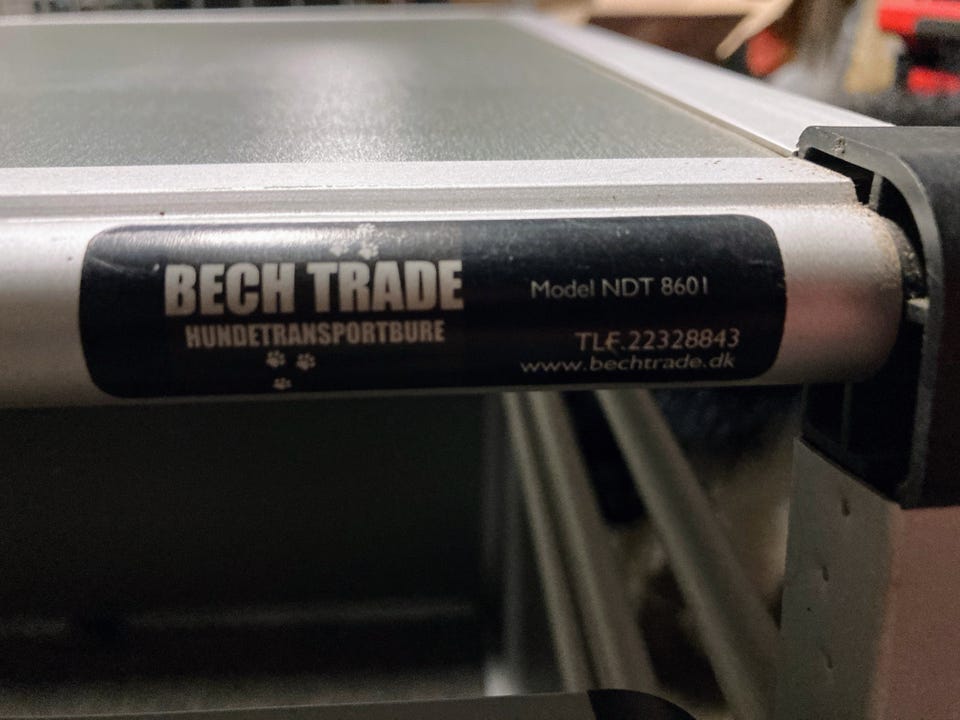 BECH TRADE
HUNDETRANSPORTBURE
Model NDT 8601
TLF.22328843
www.bechtrade.dk